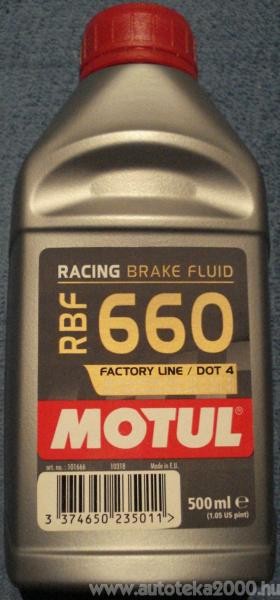 RACING BRAKE FLUID
RBF 660
FACTORY LINE / DOT 4
MOTUL
art. no.: 101666 10318 Made in E.U.
3 374650 235011 >
500 ml e
(1.05 US pint)
www.autoteka2000.hu